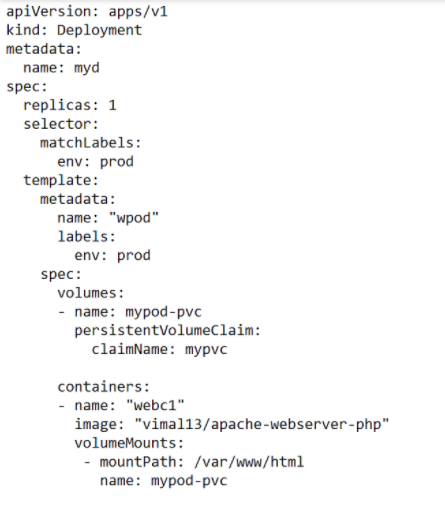 apiVersion: apps/v1
kind: Deployment
metadata:
  name: myd
spec:
  replicas: 1
  selector:
    matchLabels:
      env: prod
  template:
    metadata:
      name: "wpod"
      labels:
        env: prod
    spec:
      volumes:
      - name: mypod-pvc
        persistentVolumeClaim:
          claimName: mypvc

      containers:
      - name: "webc1"
        image: "vimal13/apache-webserver-php"
        volumeMounts:
         - mountPath: /var/www/html
           name: mypod-pvc